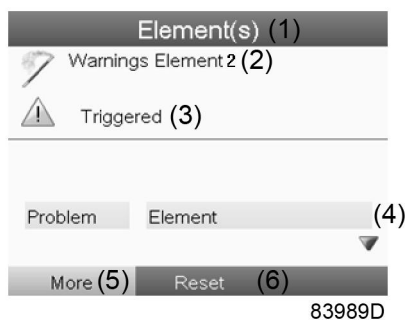 Element(s) (1)
Warnings Element 2 (2)
Triggered (3)
Problem Element (4)
More (5) Reset (6)
83989D